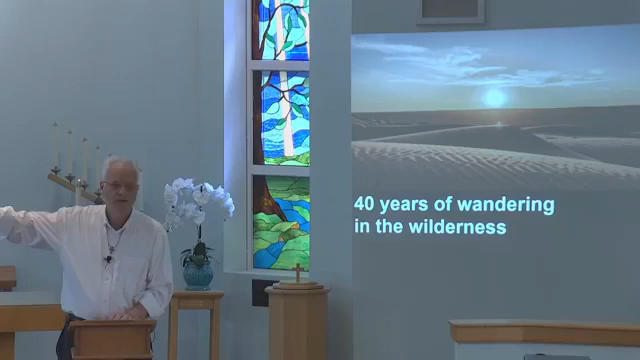 40 years of wandering
in the wilderness